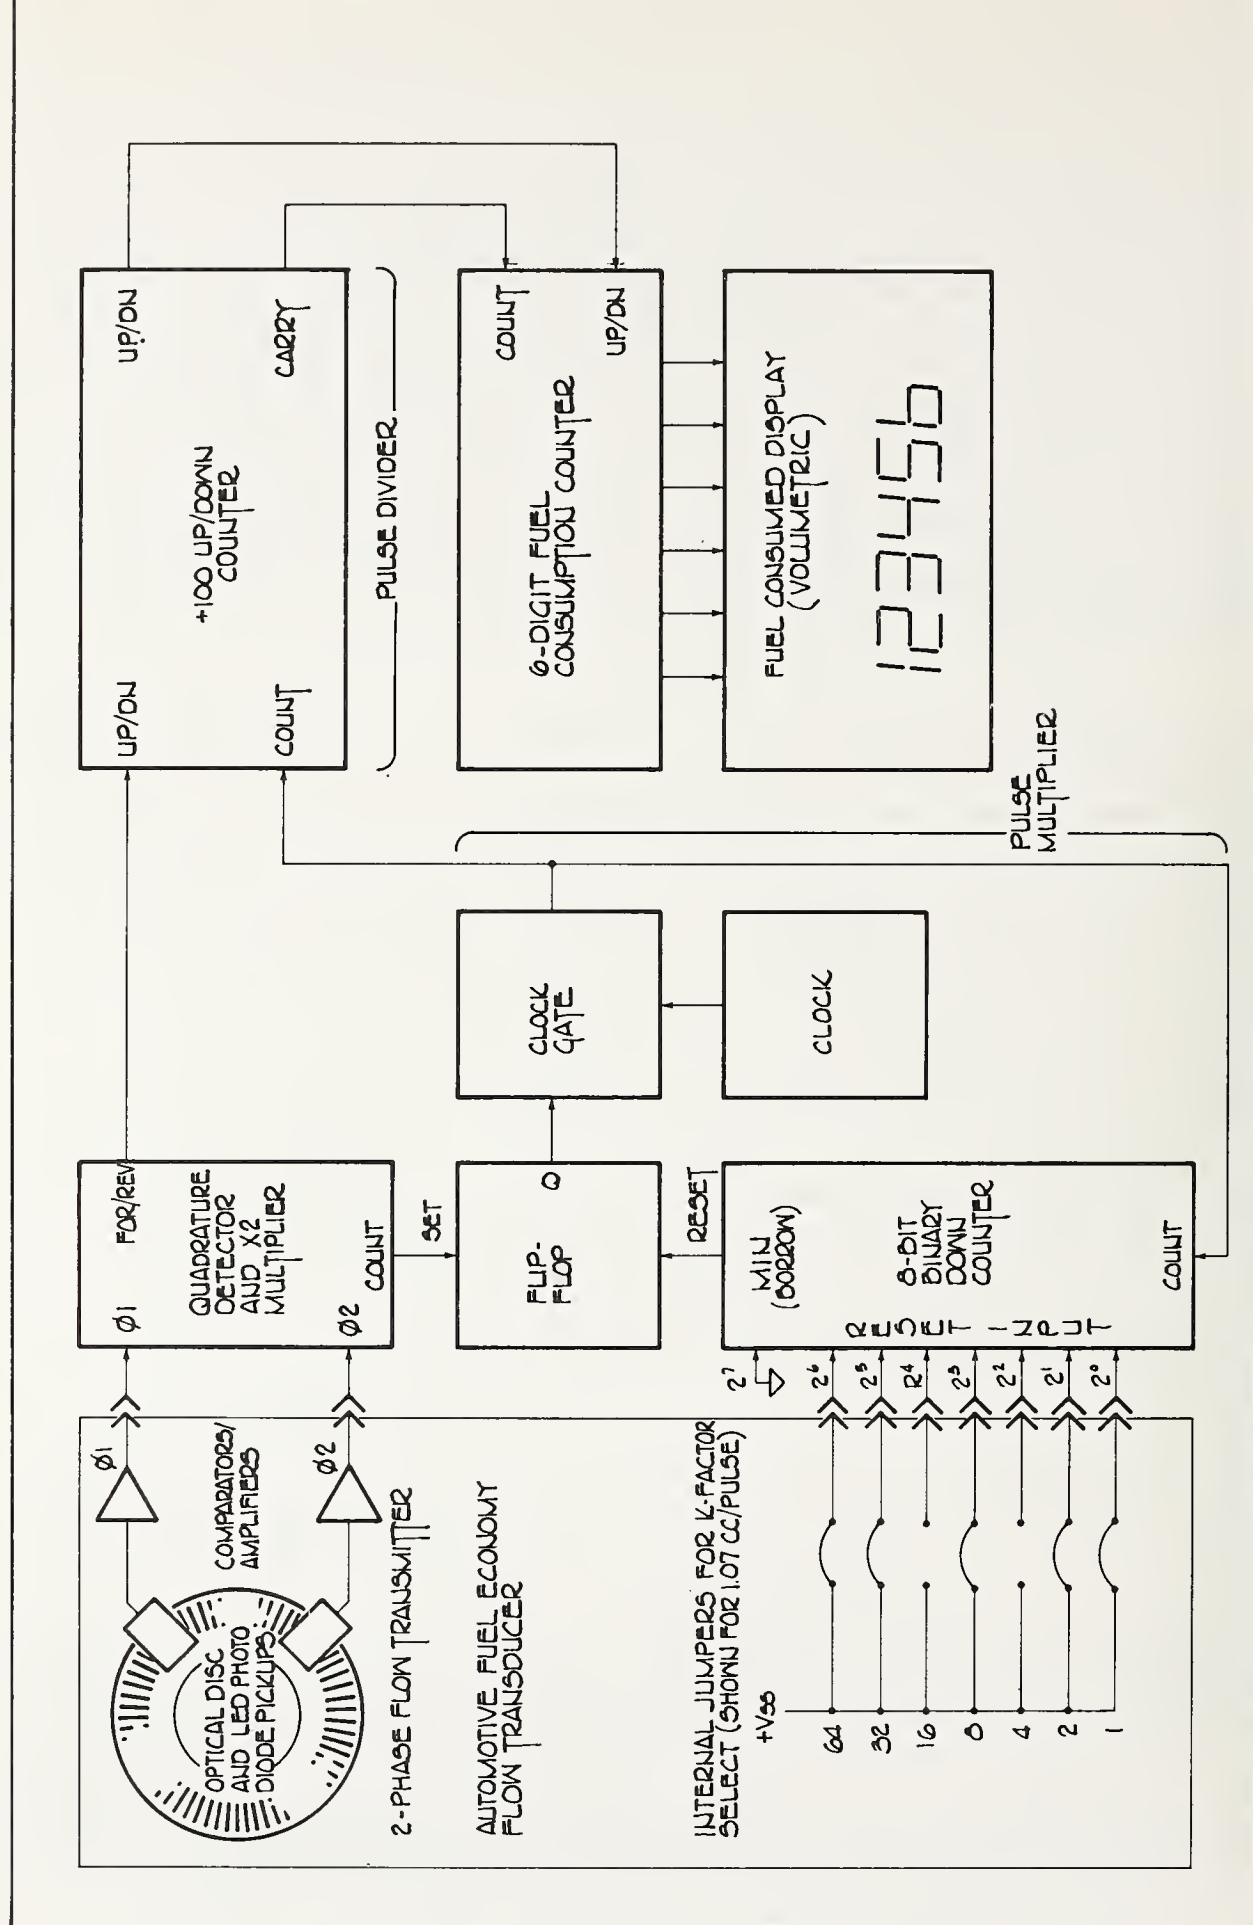 OPTICAL DISC
AND LED PHOTO
DIODE PICKUPS
Ø1
COMPARATORS/
AMPLIFIERS
Ø2
2-PHASE FLOW TRANSMITTER
AUTOMOTIVE FUEL ECONOMY
FLOW TRANSDUCER
INTERNAL JUMPERS FOR K-FACTOR
SELECT (SHOWN FOR 1.07 CC/PULSE)
+Vss
64
32
16
8
4
2
1
Ø1
FOR/REV
QUADRATURE
DETECTOR
AND X2
MULTIPLIER
Ø2
COUNT
SET
FLIP-
FLOP
Q
RESET
2⁷
2⁶
2⁵
R⁴
2³
2²
2¹
2⁰
MIN
(BORROW)
RESET INPUT
8-BIT
BINARY
DOWN
COUNTER
COUNT
CLOCK
GATE
CLOCK
PULSE
MULTIPLIER
UP/DN
UP/DN
+100 UP/DOWN
COUNTER
COUNT
CARRY
PULSE DIVIDER
COUNT
6-DIGIT FUEL
CONSUMPTION COUNTER
UP/DN
FUEL CONSUMED DISPLAY
(VOLUMETRIC)
123456